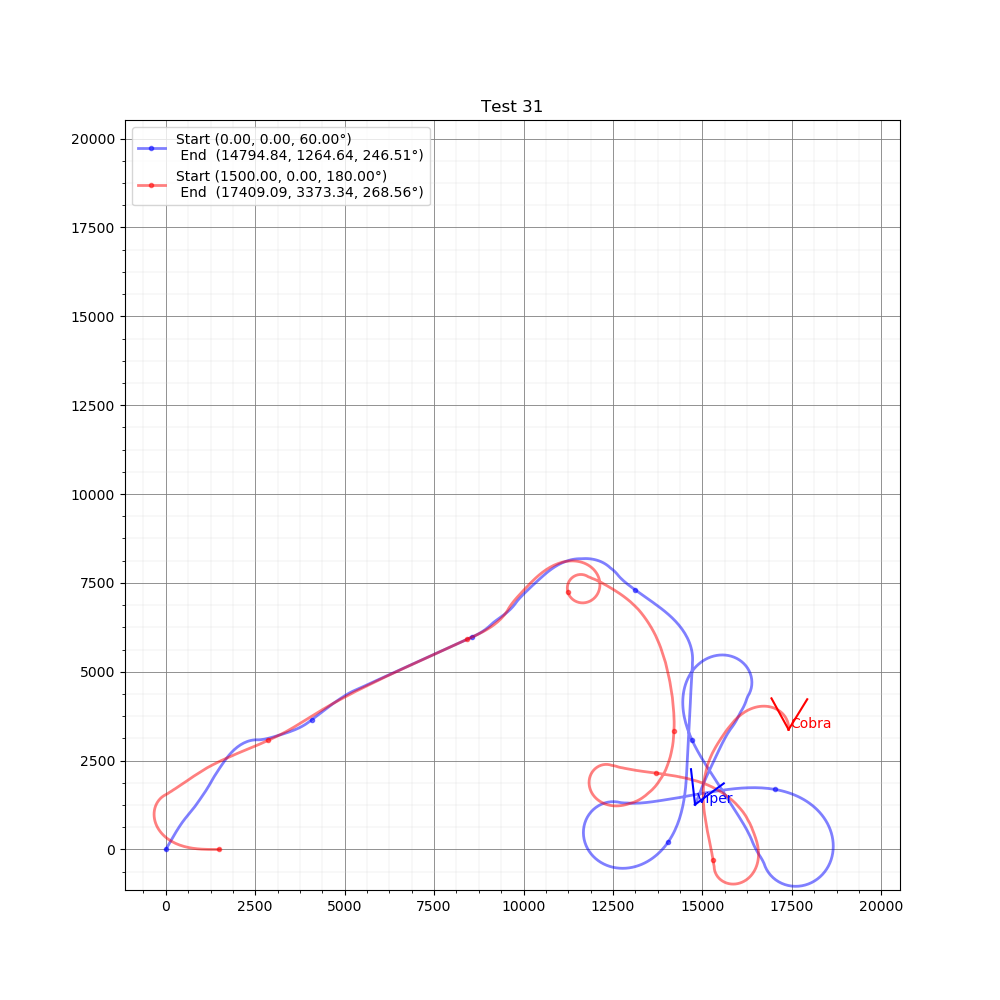 Test 31
Start (0.00, 0.00, 60.00°)
End (14794.84, 1264.64, 246.51°)
Start (1500.00, 0.00, 180.00°)
End (17409.09, 3373.34, 268.56°)
20000
17500
15000
12500
10000
7500
5000
2500
0
Cobra
Viper
0 2500 5000 7500 10000 12500 15000 17500 20000